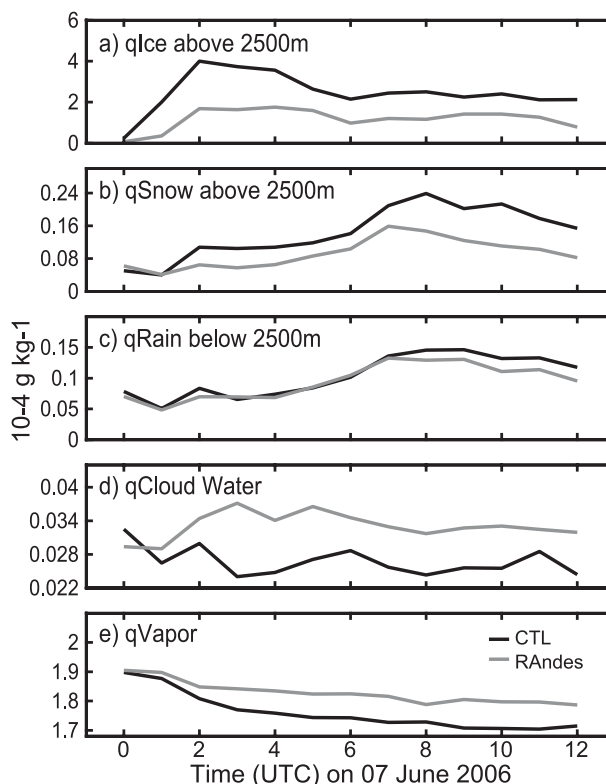 6
a) qIce above 2500m
4
2
0
b) qSnow above 2500m
0.24
0.16
0.08
0
c) qRain below 2500m
0.15
0.1
0.05
0
10-4 g kg-1
d) qCloud Water
0.04
0.034
0.028
0.022
e) qVapor
2
1.9
1.8
1.7
CTL
RAndes
0 2 4 6 8 10 12
Time (UTC) on 07 June 2006